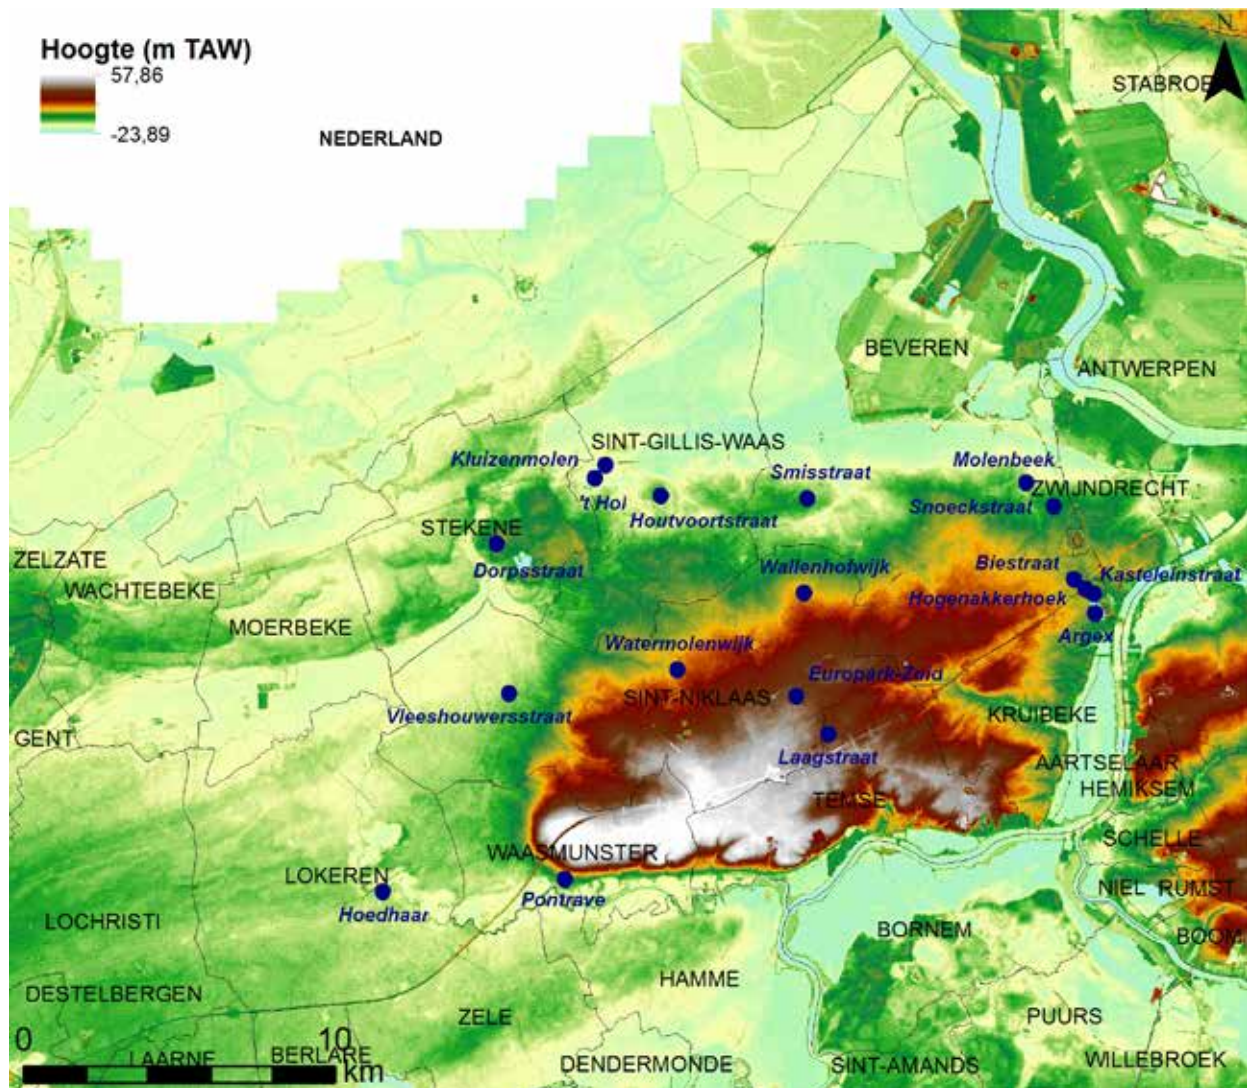 Hoogte (m TAW)
57,86
-23,89
NEDERLAND
N
BEVEREN
ANTWERPEN
SINT-GILLIS-WAAS
Kluizenmolen
't Hol
Houtvoortstraat
Smisstraat
Molenbeek
ZWIJNDRECHT
Snoeckstraat
STEKENE
Dorpsstraat
ZELZATE
WACHTEBEKE
MOERBEKE
Wallenhofwijk
Biestraat
Kasteleinstraat
Hogenakkerhoek
Argex
Watermolenwijk
SINT-NIKLAAS
Europark-Zuid
Vleeshouwersstraat
KRUIBEKE
GENT
Laagstraat
AARTSELAAR
HEMIKSEM
TEMSE
SCHELLE
WAASMUNSTER
LOKEREN
Hoedhaar
Pontrave
NIEL
RUMST
LOCHRISTI
BORNEM
BOOM
HAMME
DESTELBERGEN
ZELE
PUURS
0
10
km
LAARNE
BERLARE
DENDERMONDE
SINT-AMANDS
WILLEBROEK